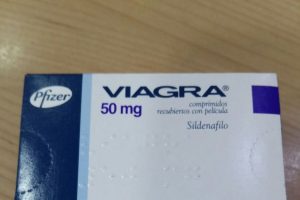 Pfizer
VIAGRA®
50 mg
comprimidos
recubiertos con película
Sildenafilo